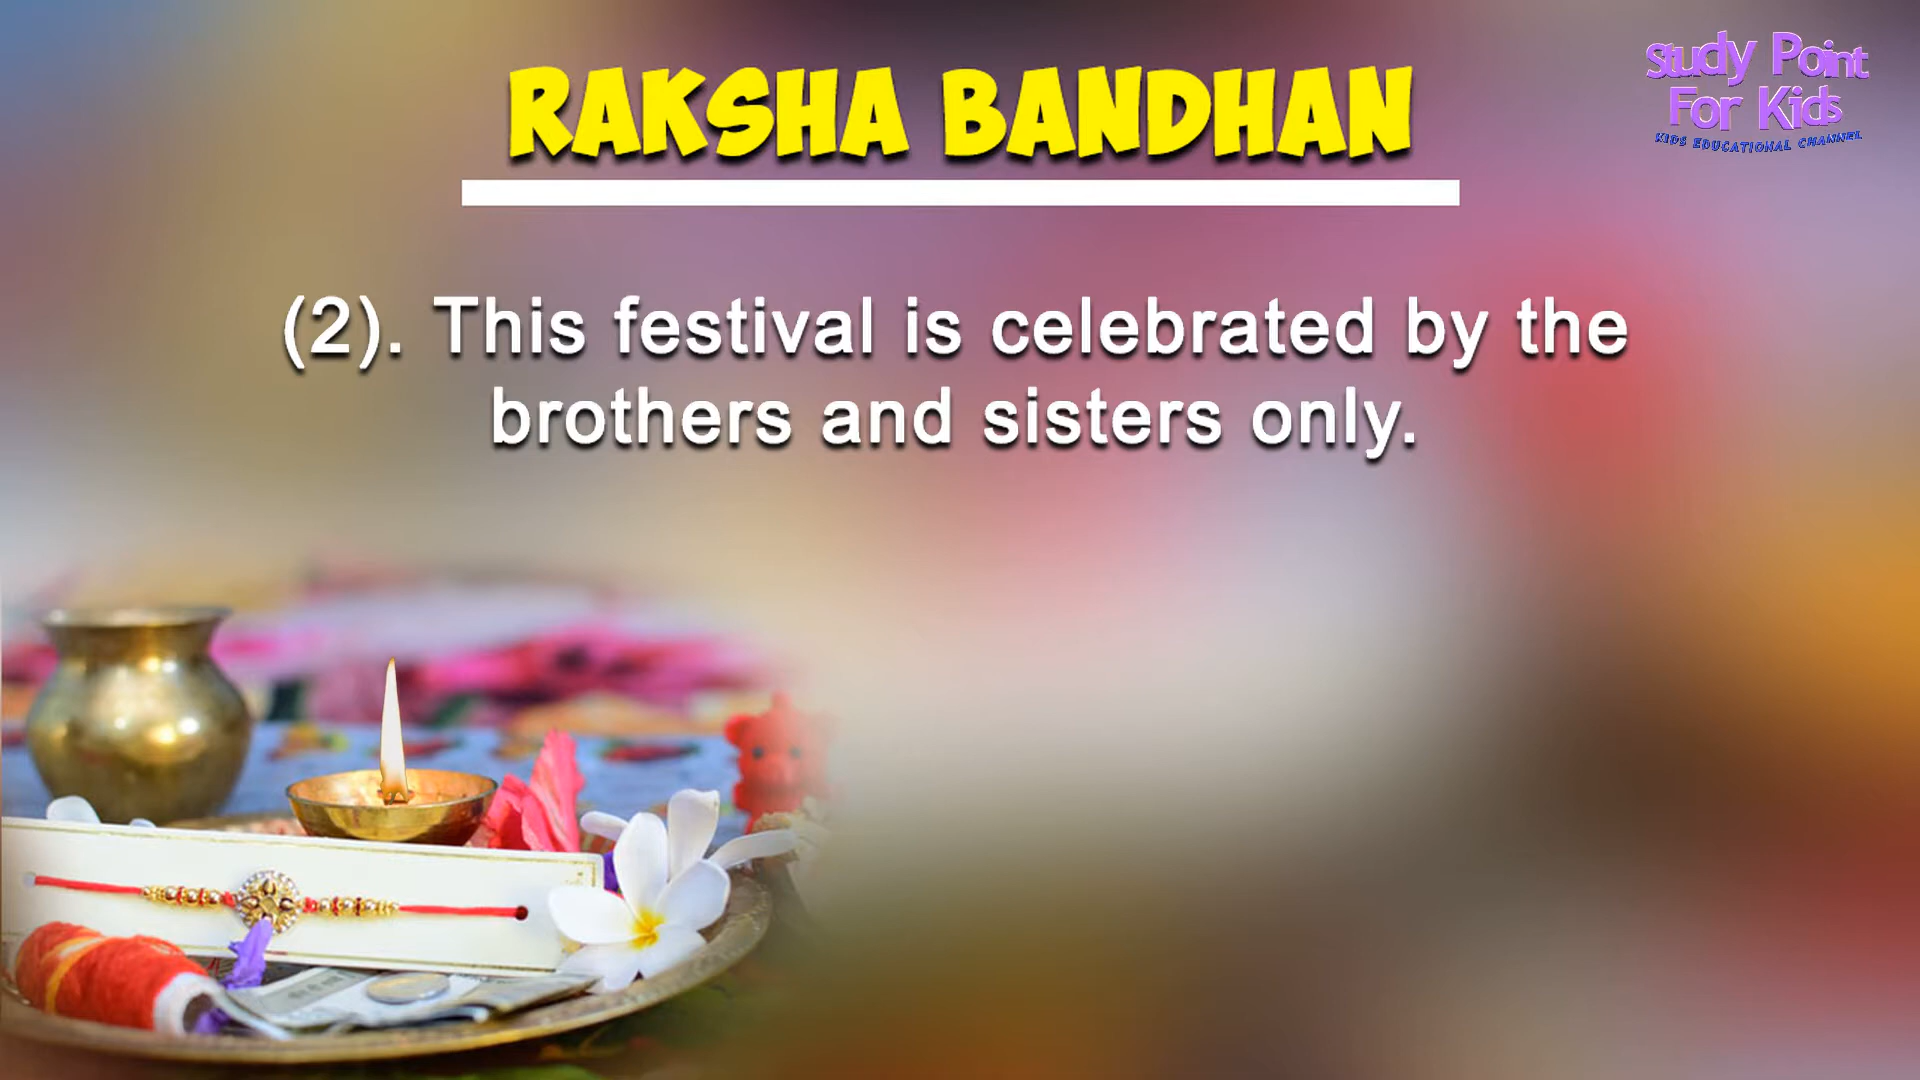 RAKSHA BANDHAN
Study Point
For Kids
KIDS EDUCATIONAL CHANNEL
(2). This festival is celebrated by the
brothers and sisters only.